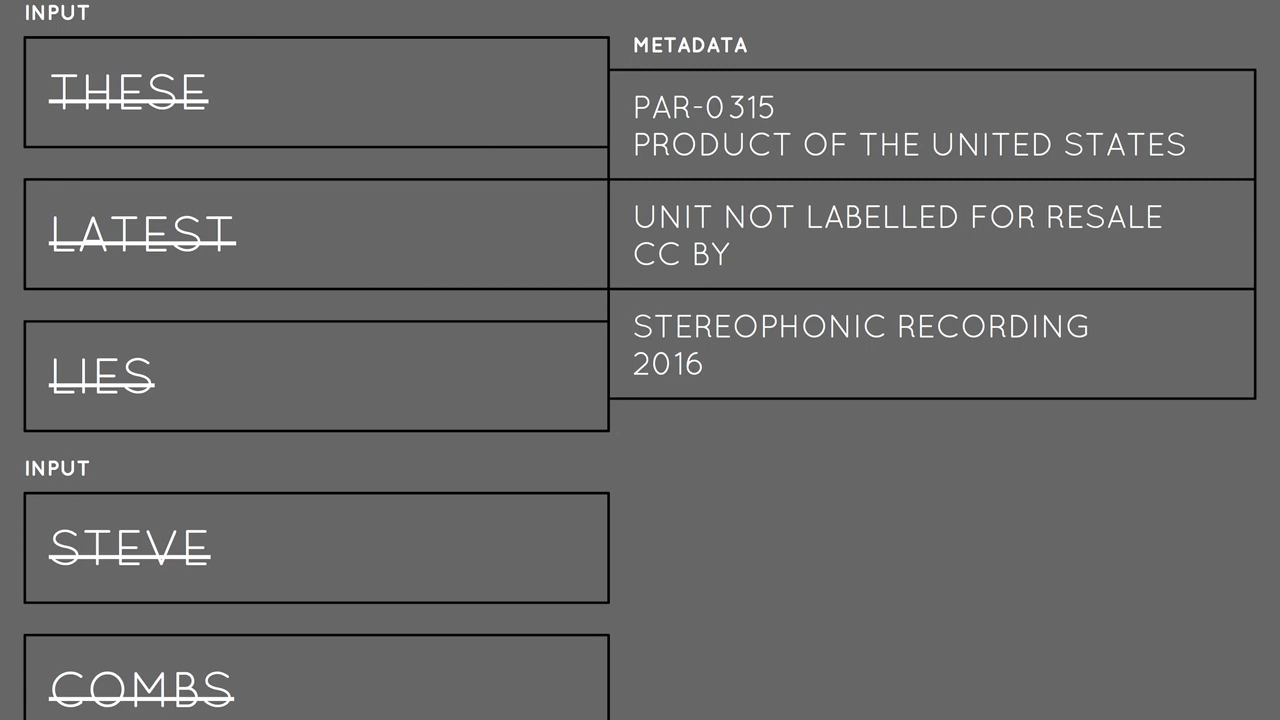 INPUT
THESE
LATEST
LIES
INPUT
STEVE
COMBS
METADATA
PAR-0315
PRODUCT OF THE UNITED STATES
UNIT NOT LABELLED FOR RESALE
CC BY
STEREOPHONIC RECORDING
2016